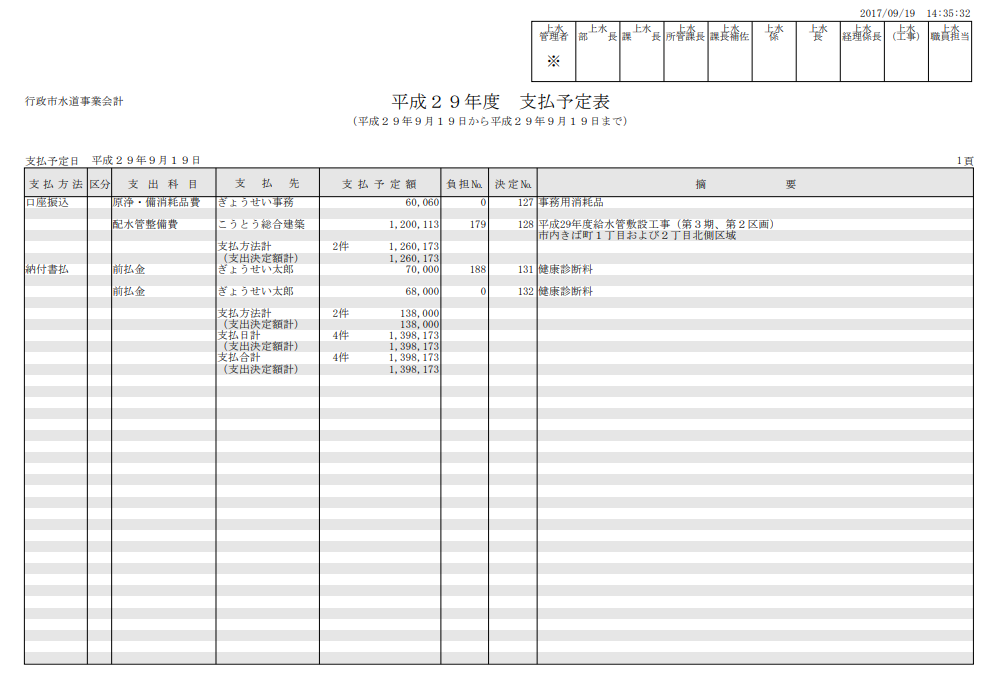 2017/09/19 14:35:32
上水 上水 上水 上水 上水 上水 上水 上水 上水 上水
管理者 部 長 課 長 所管課長 課長補佐 係 長 経理係長 (工事) 職員担当
※
行政市水道事業会計
平成２９年度 支払予定表
（平成２９年９月１９日から平成２９年９月１９日まで）
支払予定日 平成２９年９月１９日 1頁
支払方法 区分 支出科目 支払先 支払予定額 負担№ 決定№ 摘要
口座振込 原浄・備消耗品費 ぎょうせい事務 60,060 0 127 事務用消耗品
配水管整備費 こうとう総合建築 1,200,113 179 128 平成29年度給水管敷設工事（第３期、第２区画）
市内きば町１丁目および２丁目北側区域
支払方法計 2件 1,260,173
（支出決定額計） 1,260,173
納付書払 前払金 ぎょうせい太郎 70,000 188 131 健康診断料
前払金 ぎょうせい太郎 68,000 0 132 健康診断料
支払方法計 2件 138,000
（支出決定額計） 138,000
支払日計 4件 1,398,173
（支出決定額計） 1,398,173
支払合計 4件 1,398,173
（支出決定額計） 1,398,173